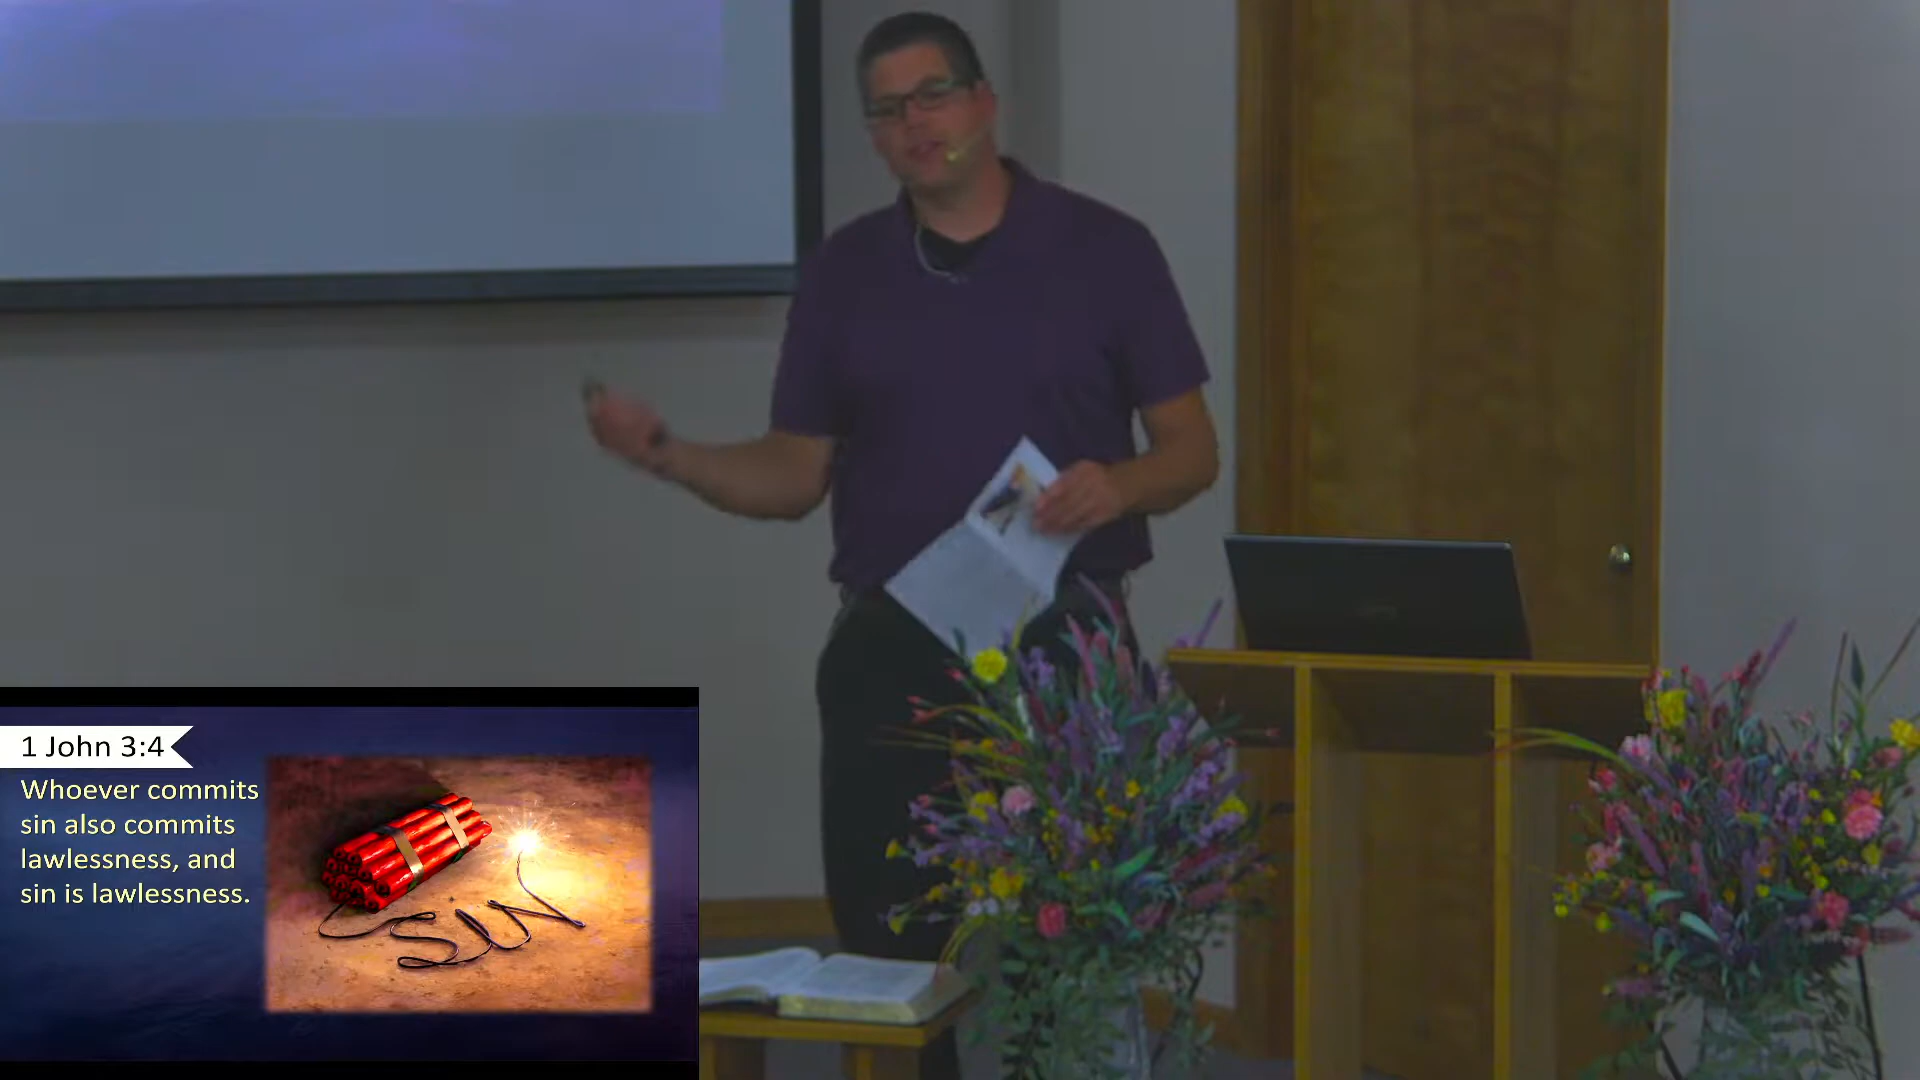 1 John 3:4
Whoever commits
sin also commits
lawlessness, and
sin is lawlessness.
SIN